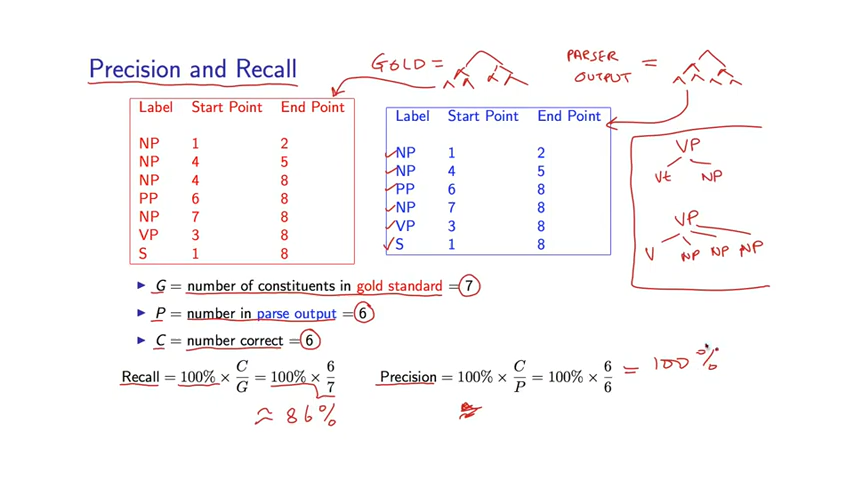 Precision and Recall
GOLD =
PARSER
OUTPUT =
Label Start Point End Point
NP 1 2
NP 4 5
NP 4 8
PP 6 8
NP 7 8
VP 3 8
S 1 8
Label Start Point End Point
NP 1 2
NP 4 5
PP 6 8
NP 7 8
VP 3 8
S 1 8
VP
Vt NP
VP
V NP NP NP
▶ G = number of constituents in gold standard = 7
▶ P = number in parse output = 6
▶ C = number correct = 6
Recall = 100% × C/G = 100% × 6/7
≈ 86%
Precision = 100% × C/P = 100% × 6/6 = 100%